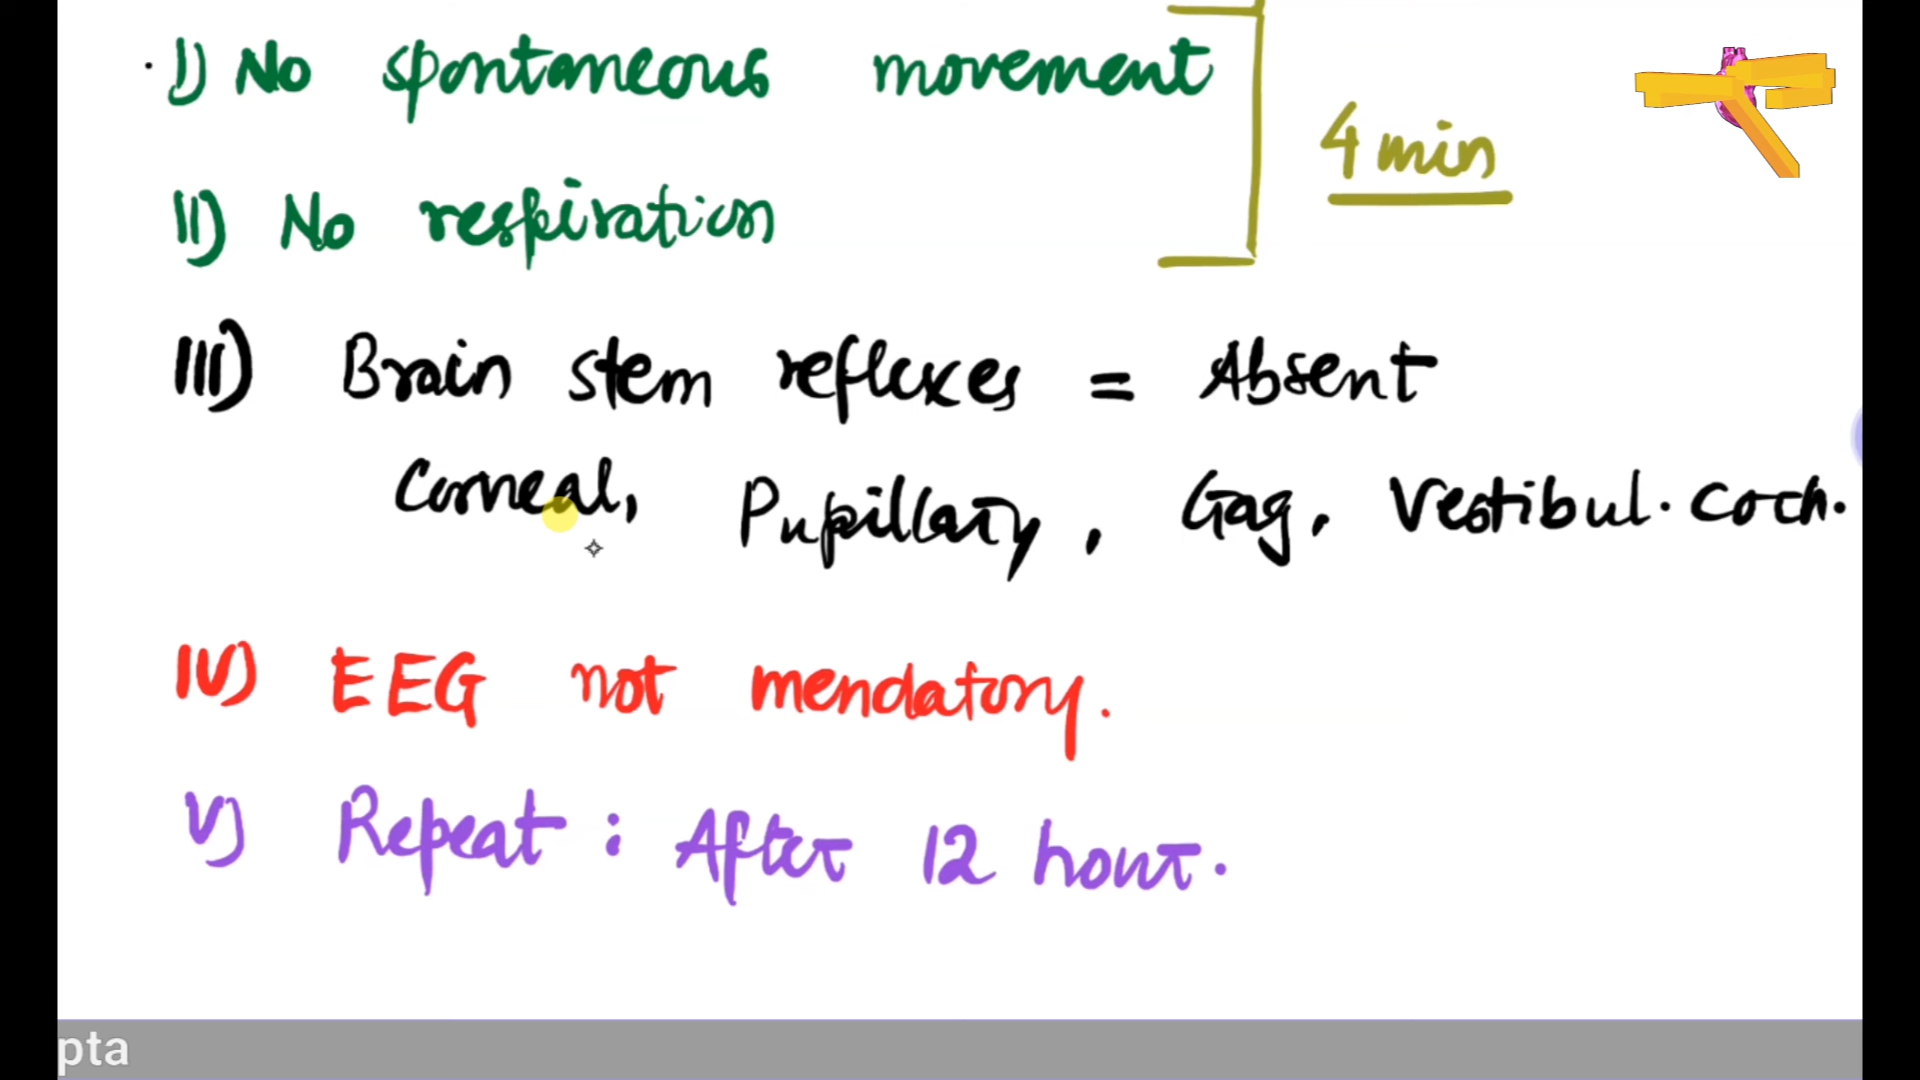 I) No spontaneous movement
4 min
II) No respiration
III) Brain stem reflexes = Absent
Corneal, Pupillary, Gag, Vestibul. Coch.
IV) EEG not mendatory.
V) Repeat : After 12 hour.
pta